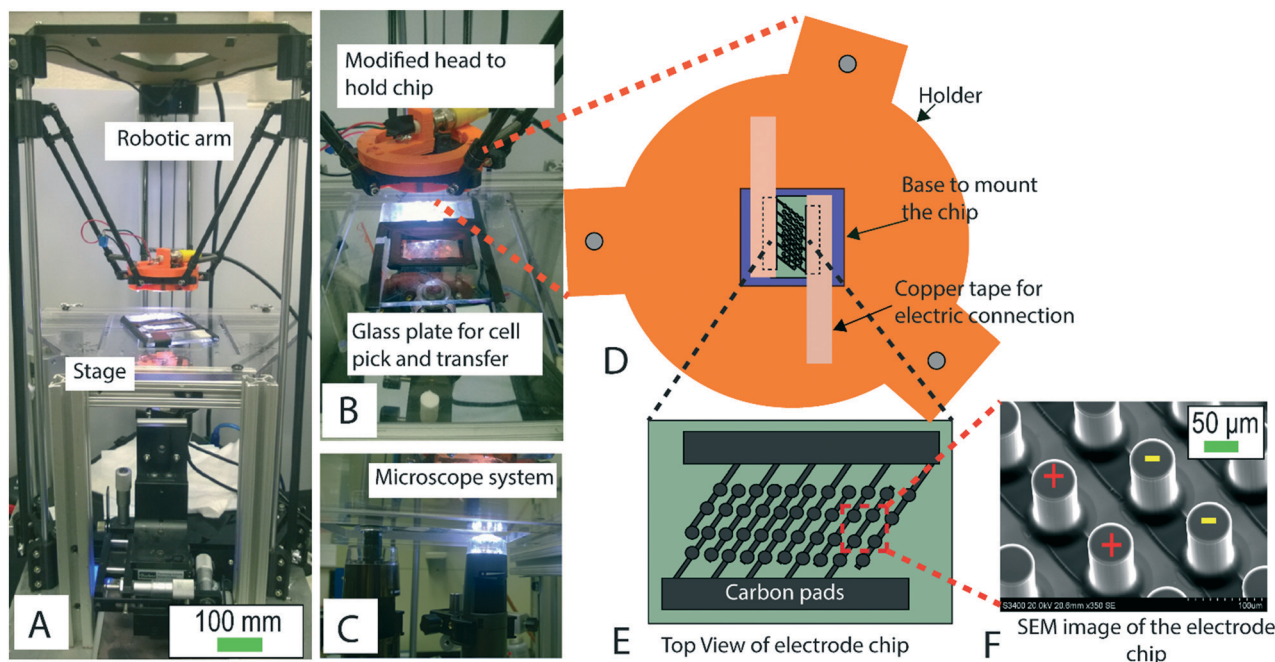 Robotic arm
Stage
A
100 mm
Modified head to
hold chip
Glass plate for cell
pick and transfer
B
Microscope system
C
Holder
Base to mount
the chip
Copper tape for
electric connection
D
Carbon pads
E
Top View of electrode chip
50 µm
+
-
+
-
S3400 20.0kV 20.6mm x350 SE
100um
F
SEM image of the electrode
chip